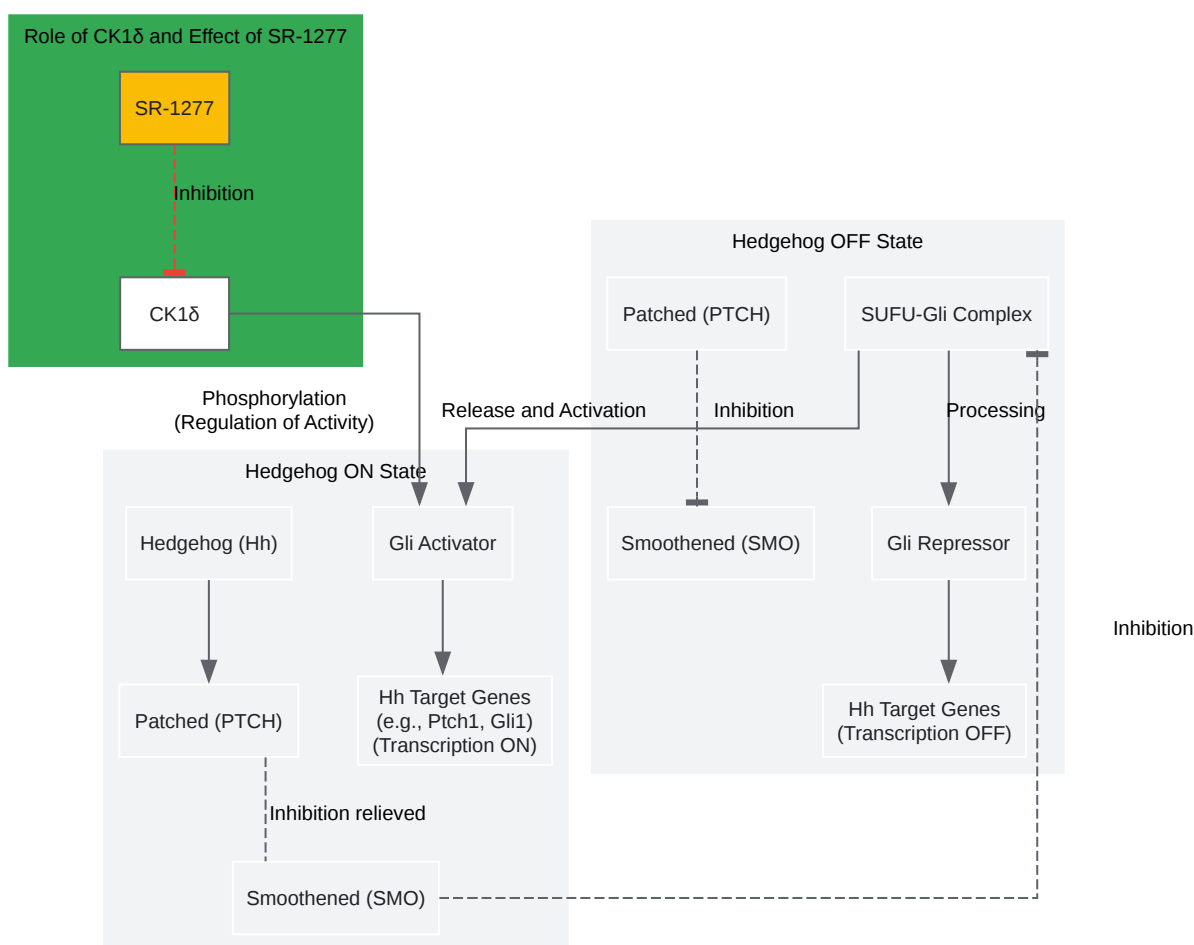 Role of CK1δ and Effect of SR-1277
SR-1277
Inhibition
CK1δ
Phosphorylation
(Regulation of Activity)
Hedgehog OFF State
Patched (PTCH)
SUFU-Gli Complex
Release and Activation
Inhibition
Processing
Smoothened (SMO)
Gli Repressor
Hh Target Genes
(Transcription OFF)
Inhibition
Hedgehog ON State
Hedgehog (Hh)
Gli Activator
Patched (PTCH)
Hh Target Genes
(e.g., Ptch1, Gli1)
(Transcription ON)
Inhibition relieved
Smoothened (SMO)